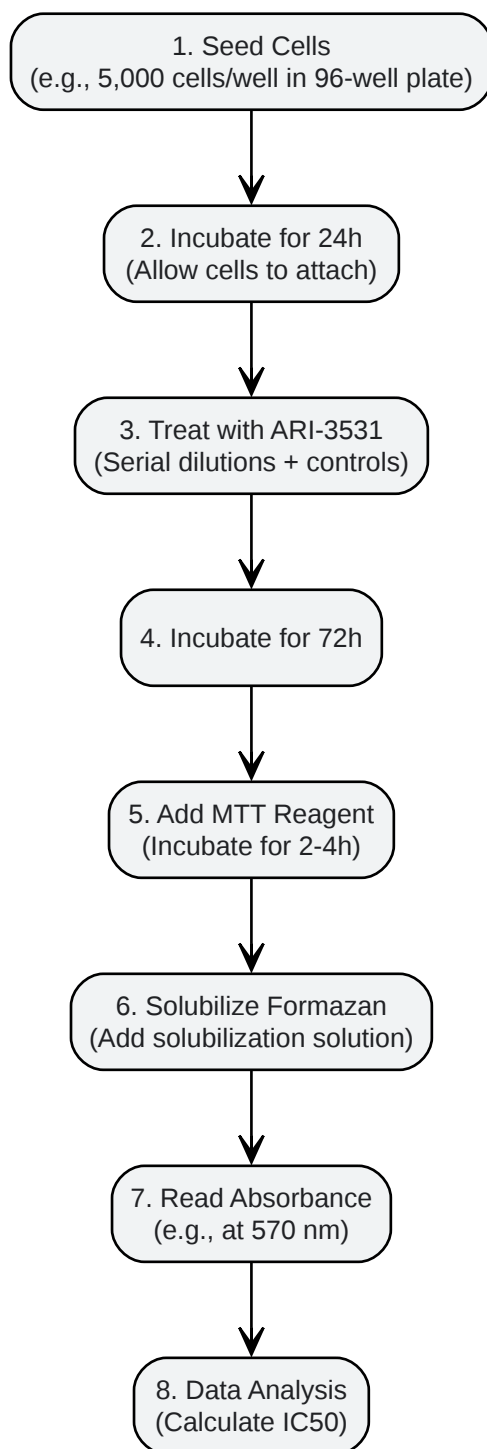 1. Seed Cells
(e.g., 5,000 cells/well in 96-well plate)
2. Incubate for 24h
(Allow cells to attach)
3. Treat with ARI-3531
(Serial dilutions + controls)
4. Incubate for 72h
5. Add MTT Reagent
(Incubate for 2-4h)
6. Solubilize Formazan
(Add solubilization solution)
7. Read Absorbance
(e.g., at 570 nm)
8. Data Analysis
(Calculate IC50)